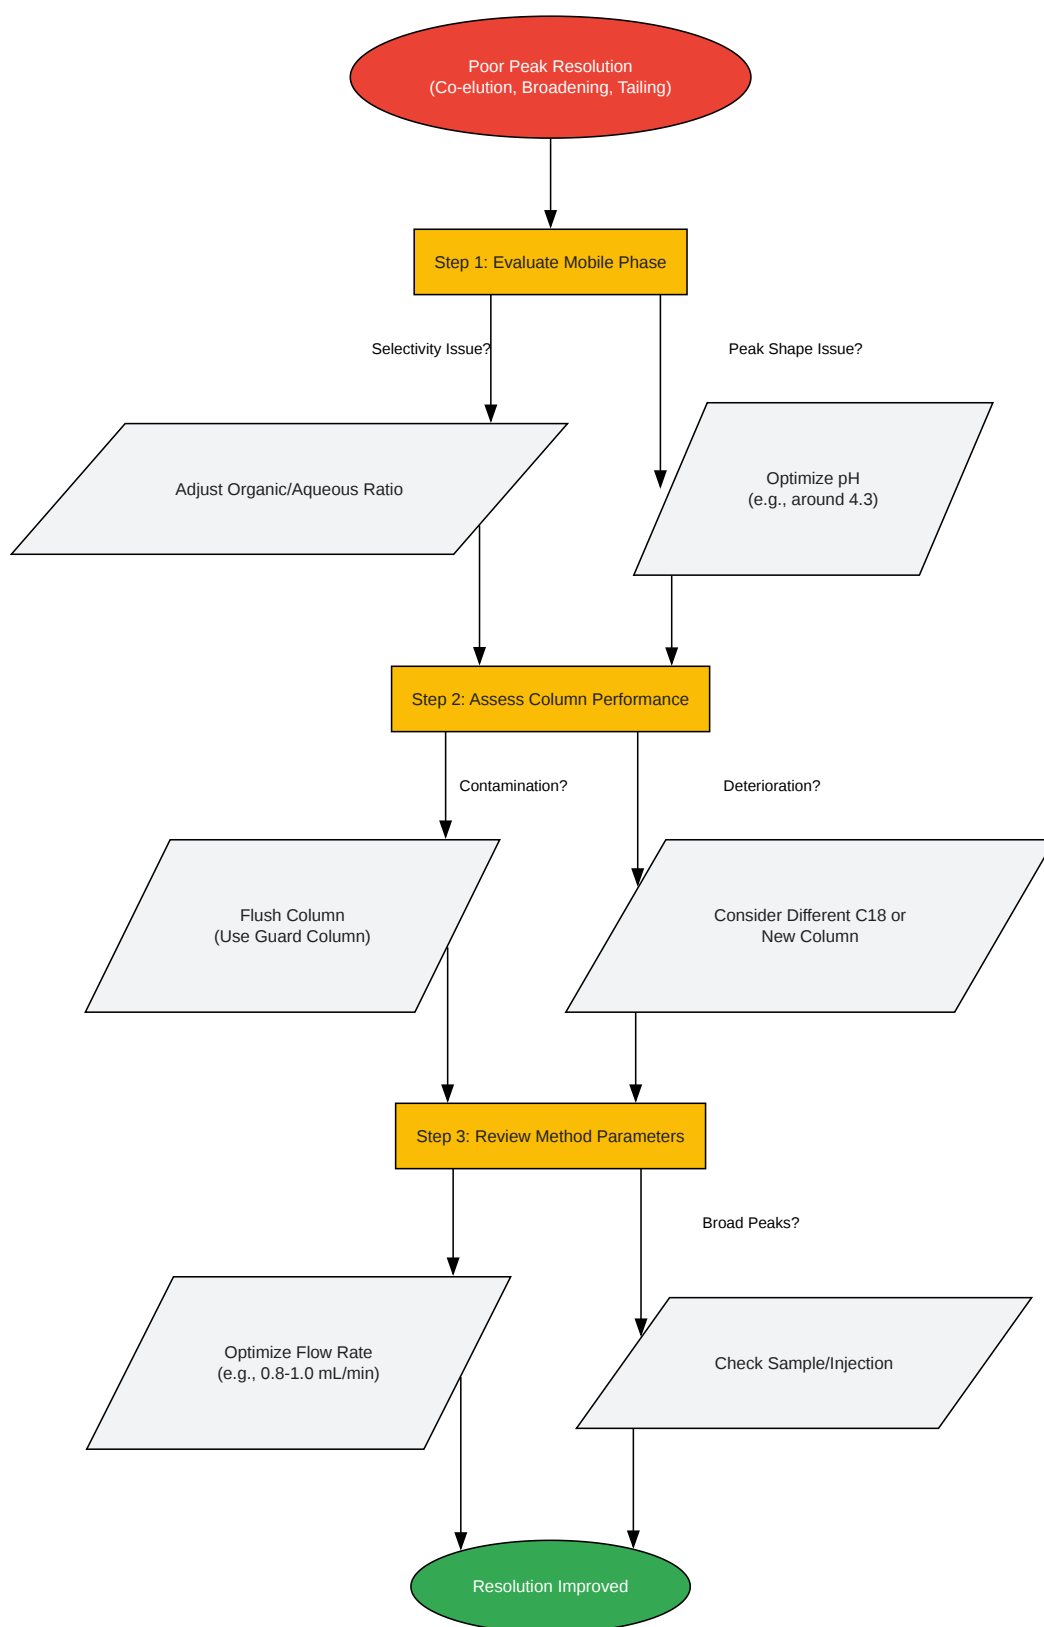 Poor Peak Resolution
(Co-elution, Broadening, Tailing)
Step 1: Evaluate Mobile Phase
Selectivity Issue?
Peak Shape Issue?
Adjust Organic/Aqueous Ratio
Optimize pH
(e.g., around 4.3)
Step 2: Assess Column Performance
Contamination?
Deterioration?
Flush Column
(Use Guard Column)
Consider Different C18 or
New Column
Step 3: Review Method Parameters
Broad Peaks?
Optimize Flow Rate
(e.g., 0.8-1.0 mL/min)
Check Sample/Injection
Resolution Improved